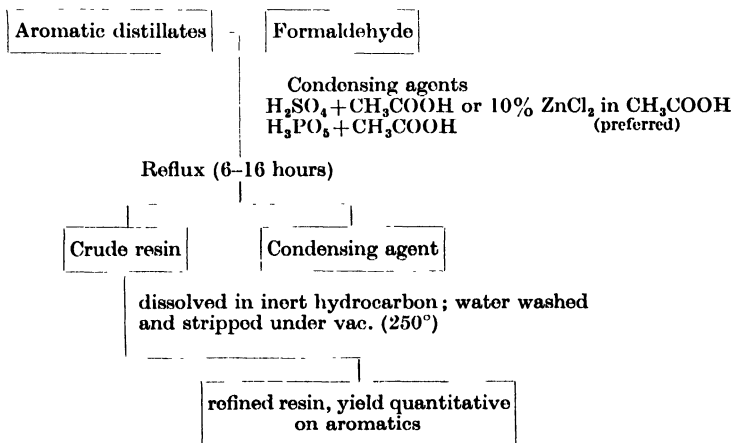 Aromatic distillates
Formaldehyde
Condensing agents
H₂SO₄+CH₃COOH or 10% ZnCl₂ in CH₃COOH
H₃PO₅+CH₃COOH (preferred)
Reflux (6–16 hours)
Crude resin
Condensing agent
dissolved in inert hydrocarbon; water washed
and stripped under vac. (250°)
refined resin, yield quantitative
on aromatics